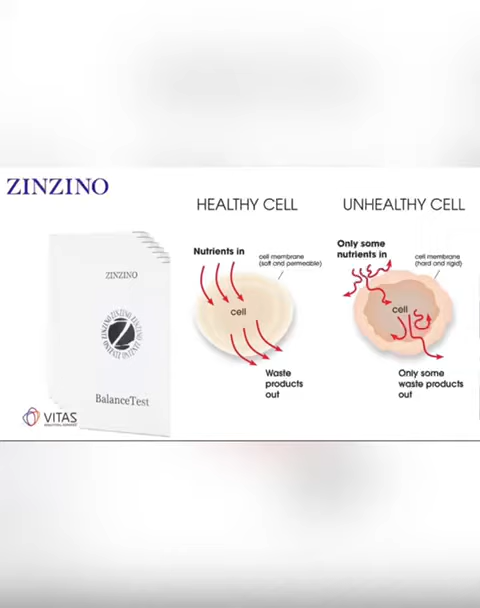 ZINZINO
HEALTHY CELL
UNHEALTHY CELL
Nutrients in
cell membrane
(soft and permeable)
cell
Waste
products
out
Only some
nutrients in
cell membrane
(hard and rigid)
cell
Only some
waste products
out
ZINZINO
BalanceTest
VITAS